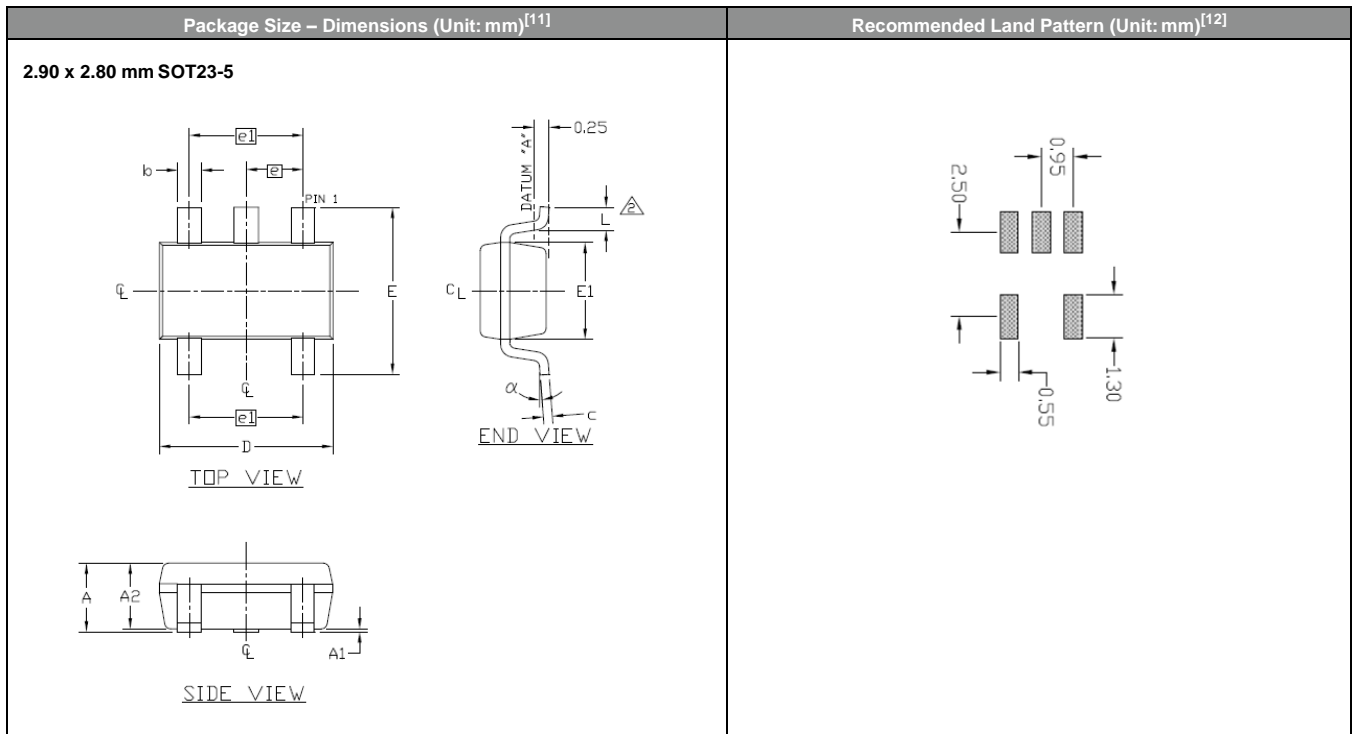 Package Size – Dimensions (Unit: mm)[11]
Recommended Land Pattern (Unit: mm)[12]
2.90 x 2.80 mm SOT23-5
e1
b
e
PIN 1
E
C L
C L
e1
D
TOP VIEW
DATUM "A"
0.25
L
2
C L
E1
α
c
END VIEW
A
A2
C L
A1
SIDE VIEW
0.95
2.50
1.30
0.55